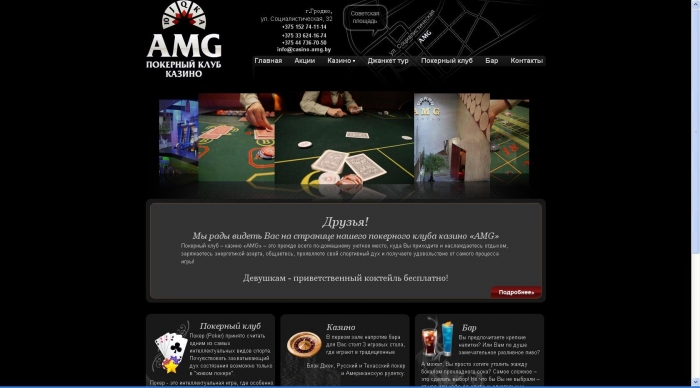 AMG
ПОКЕРНЫЙ КЛУБ
КАЗИНО
г.Гродно,
ул. Социалистическая, 32
+375 152 74-11-14
+375 33 624-16-74
+375 44 736-70-50
info@casino-amg.by
Советская
площадь
ул. Социалистическая
AMG
Главная Акции Казино Джанкет тур Покерный клуб Бар Контакты
AMG
Друзья!
Мы рады видеть Вас на странице нашего покерного клуба казино «AMG»
Покерный клуб – казино «AMG» – это прежде всего по-домашнему уютное место, куда Вы приходите и наслаждаетесь отдыхом,
заряжаетесь энергетикой азарта, общаетесь, проявляете свой спортивный дух и получаете удовольствие от самого процесса
игры!
Девушкам - приветственный коктейль бесплатно!
Подробнее»
Покерный клуб
Покер (Poker) принято считать
одним из самых
интеллектуальных видов спорта.
Почувствовать захватывающий
дух состязания возможно только
в "живом покере".
Покер - это интеллектуальная игра, где особенно
Казино
В первом зале напротив бара
для Вас стоят 3 игровых стола,
где играют в традиционные
Блэк Джек, Русский и Техасский покер
и Американскую рулетку.
Бар
Вы предпочитаете крепкие
напитки? Или Вам по душе
замечательное разливное пиво?
А может, Вы просто хотите утолить жажду
бокалом прохладного сока? Самое сложное –
это сделать выбор! Но что бы Вы не выбрали –